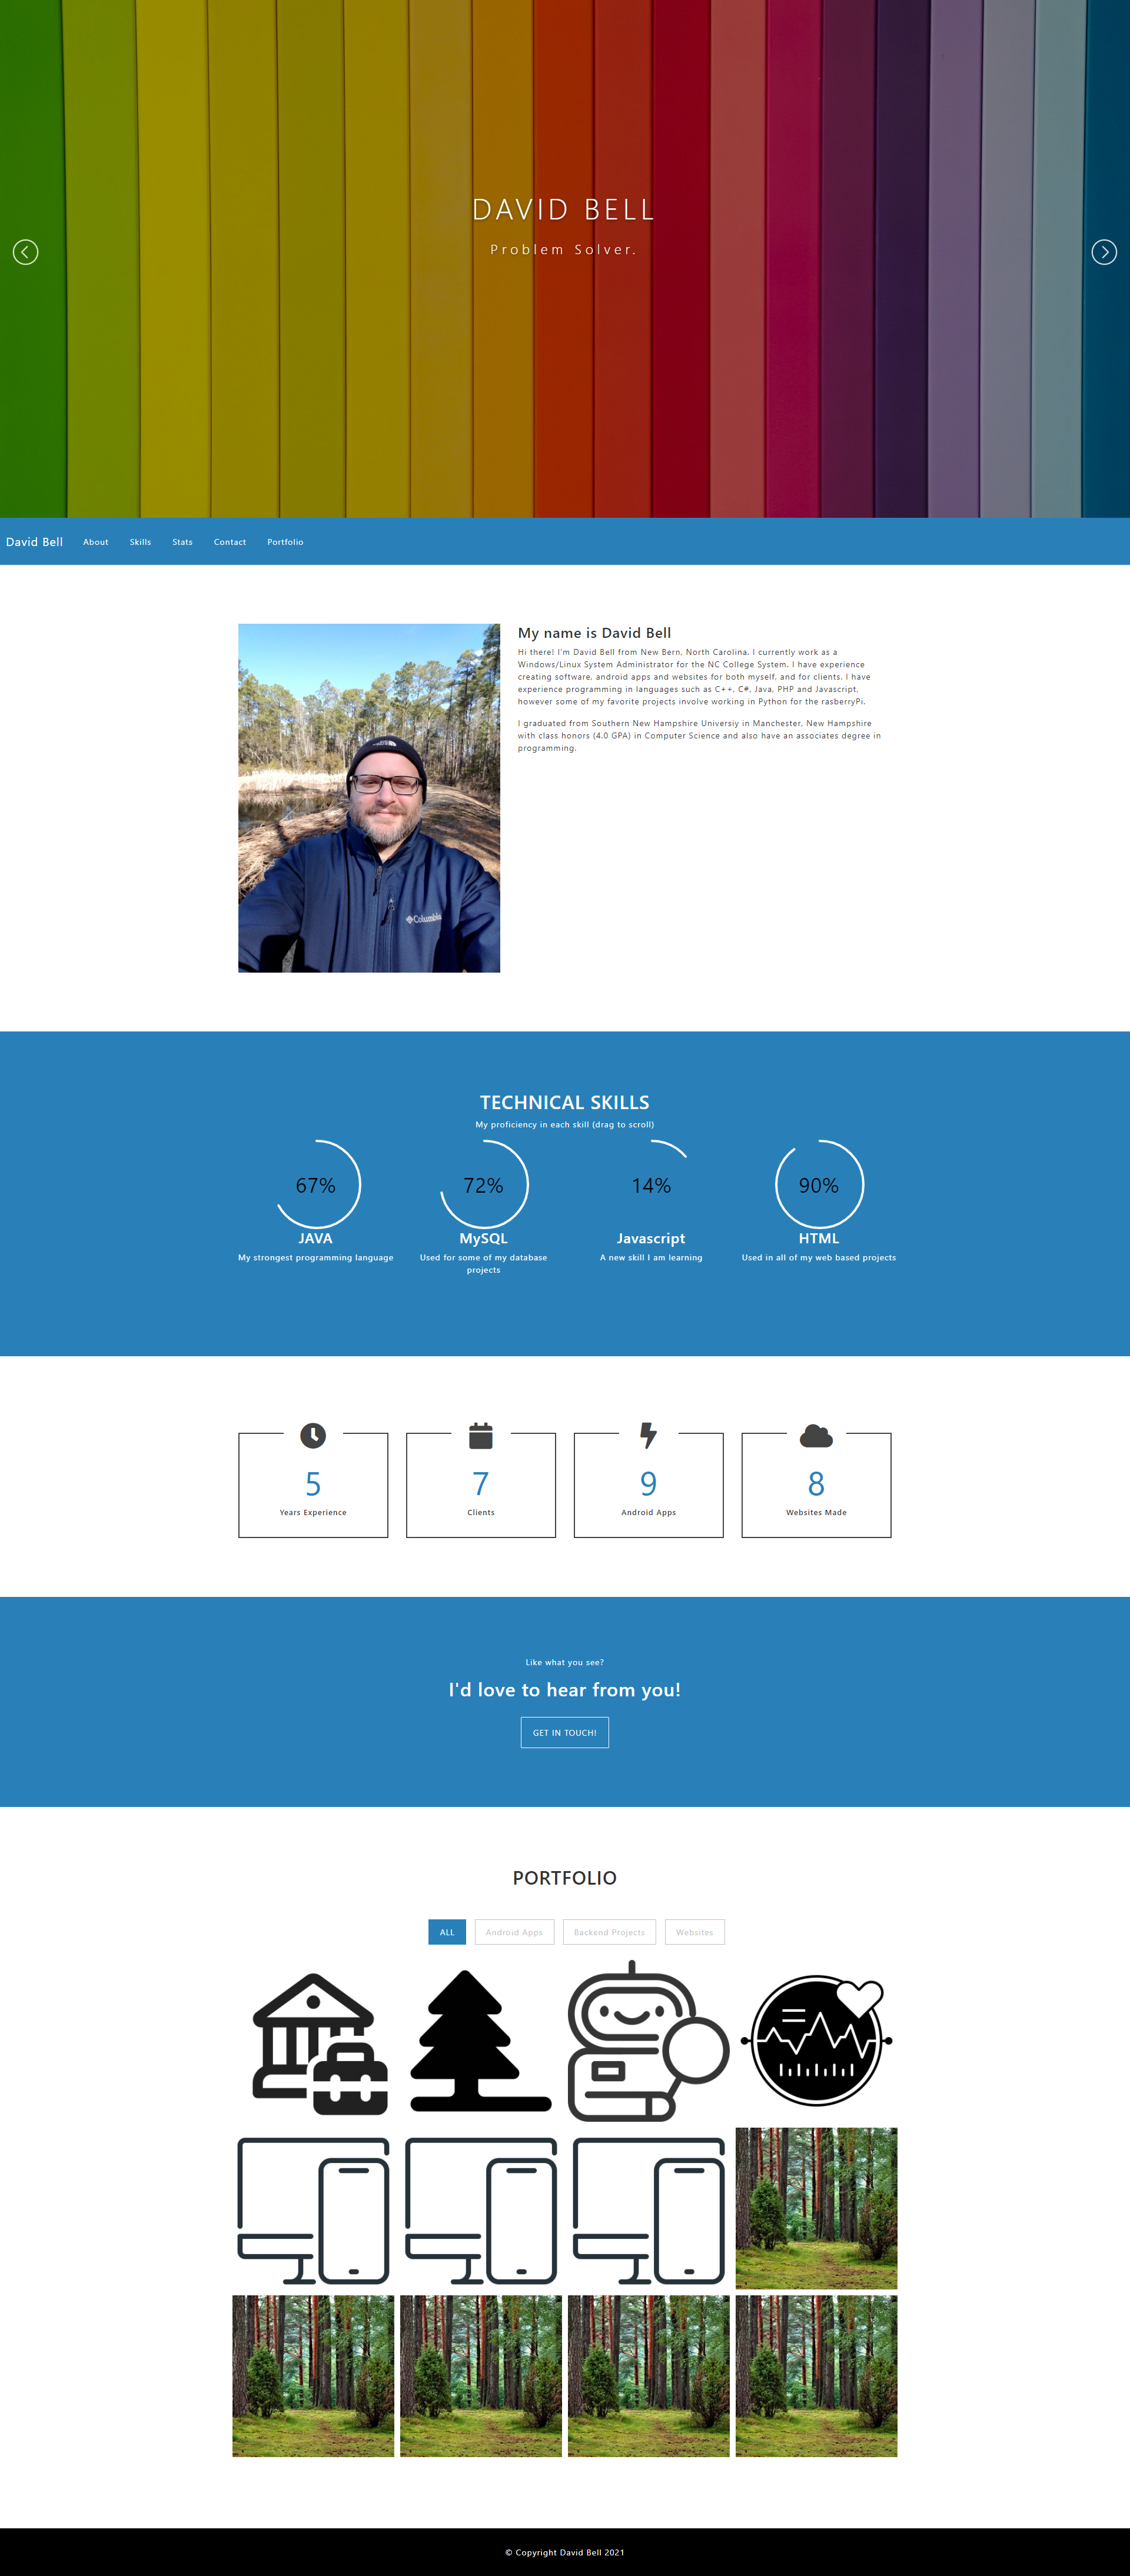 DAVID BELL
Problem Solver.
David Bell
About
Skills
Stats
Contact
Portfolio
My name is David Bell
Hi there! I'm David Bell from New Bern, North Carolina. I currently work as a
Windows/Linux System Administrator for the NC College System. I have experience
creating software, android apps and websites for both myself, and for clients. I have
experience programming in languages such as C++, C#, Java, PHP and Javascript,
however some of my favorite projects involve working in Python for the rasberryPi.
I graduated from Southern New Hampshire Universiy in Manchester, New Hampshire
with class honors (4.0 GPA) in Computer Science and also have an associates degree in
programming.
Columbia
TECHNICAL SKILLS
My proficiency in each skill (drag to scroll)
67%
JAVA
My strongest programming language
72%
MySQL
Used for some of my database
projects
14%
Javascript
A new skill I am learning
90%
HTML
Used in all of my web based projects
5
Years Experience
7
Clients
9
Android Apps
8
Websites Made
Like what you see?
I'd love to hear from you!
GET IN TOUCH!
PORTFOLIO
ALL
Android Apps
Backend Projects
Websites
© Copyright David Bell 2021